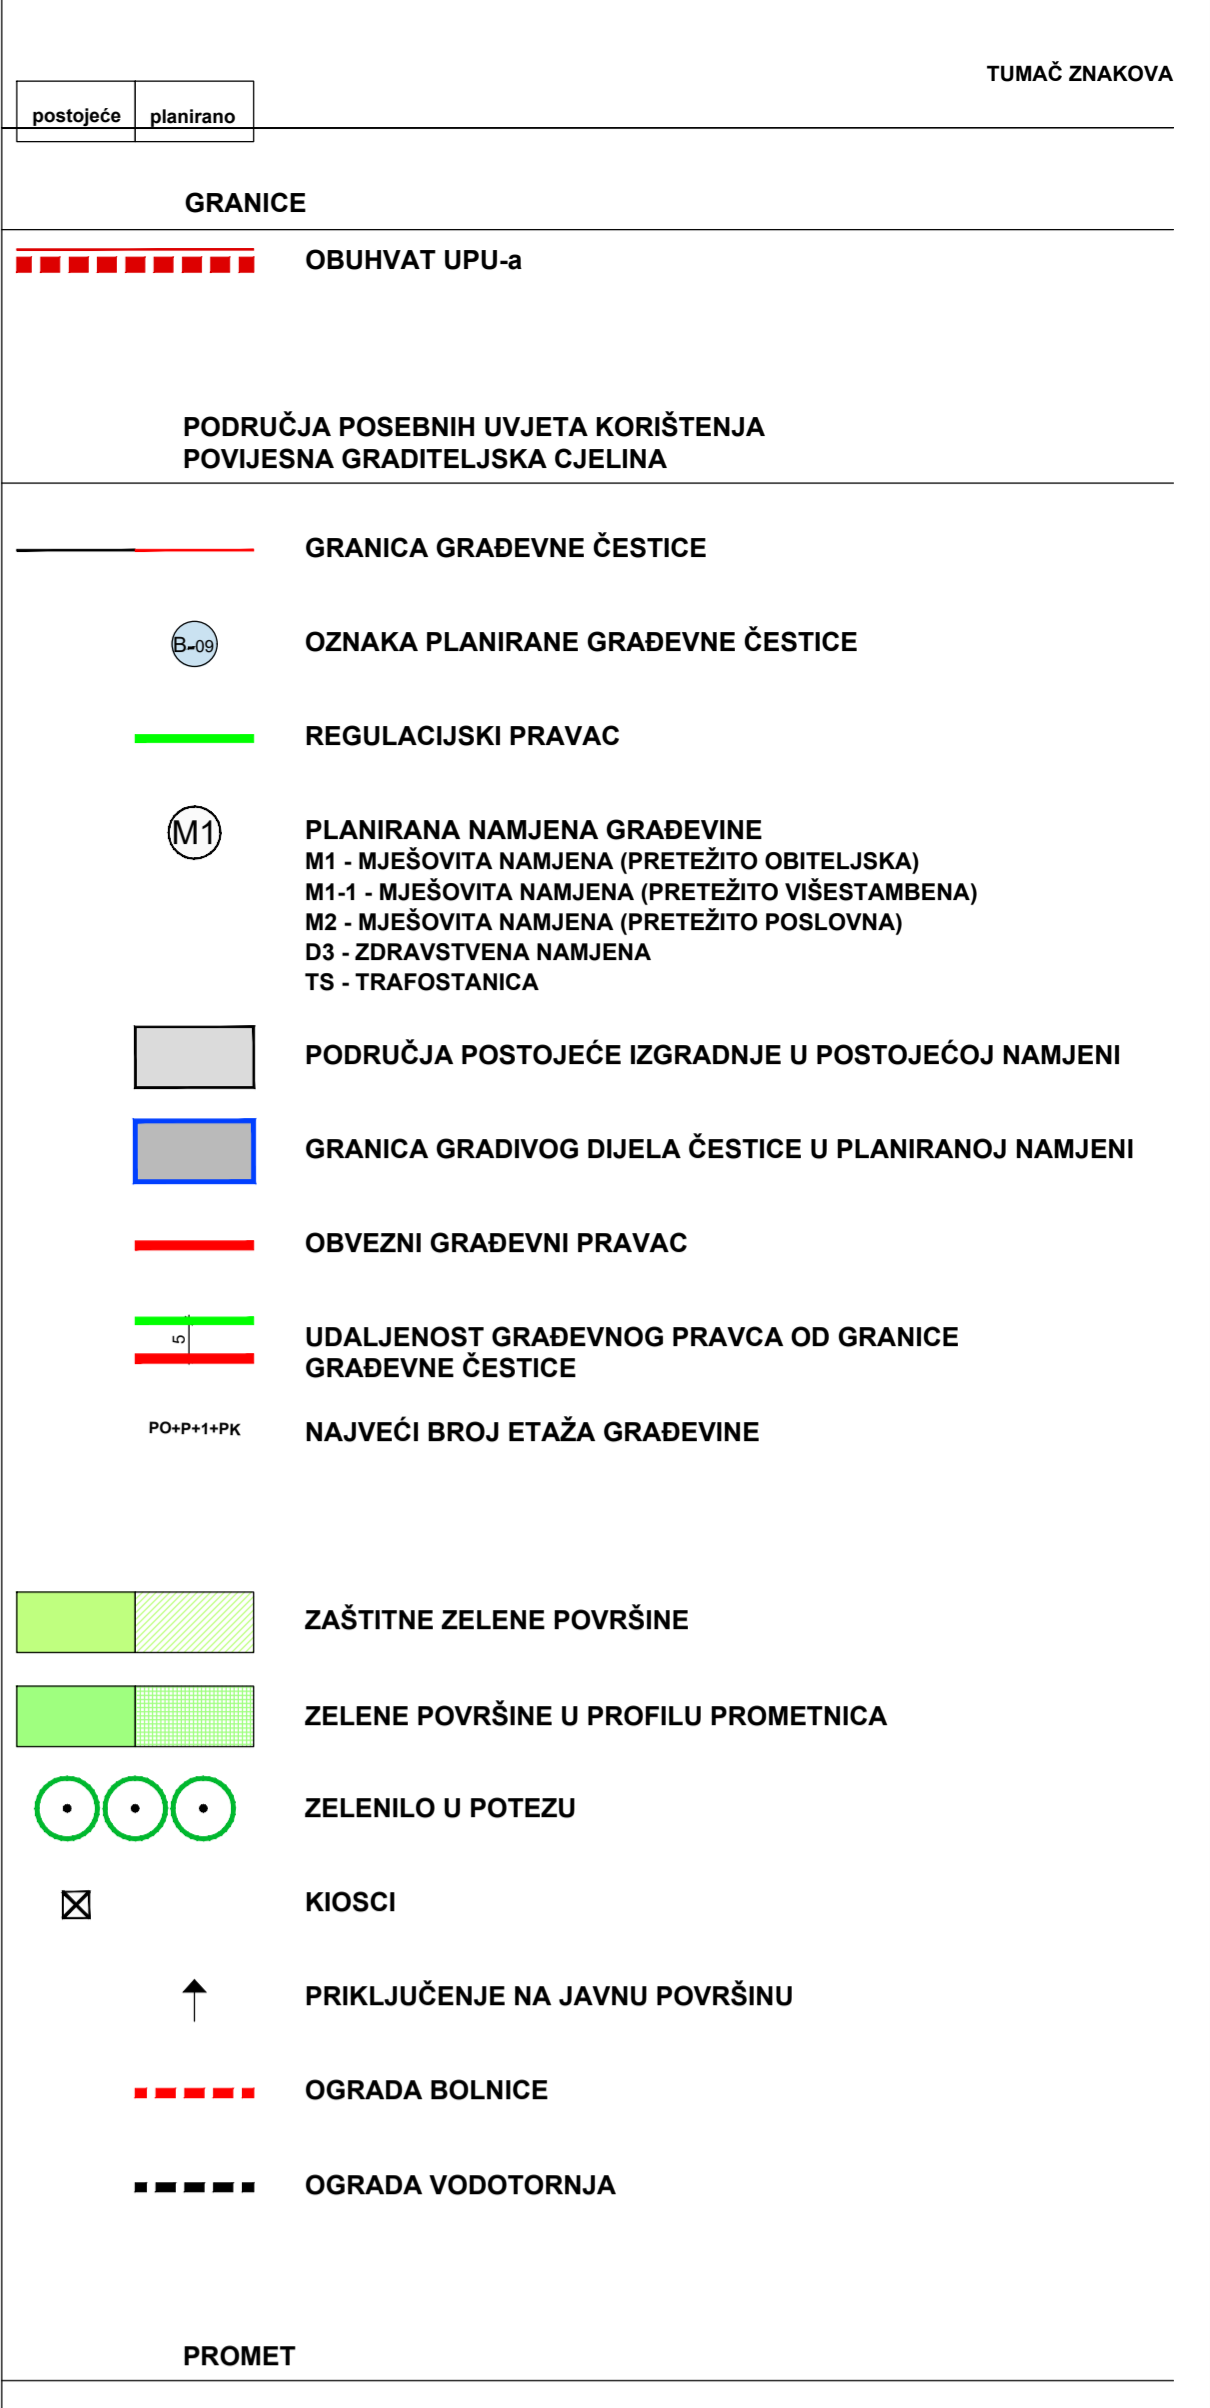 TUMAČ ZNAKOVA
postojeće planirano
GRANICE
OBUHVAT UPU-a
PODRUČJA POSEBNIH UVJETA KORIŠTENJA
POVIJESNA GRADITELJSKA CJELINA
GRANICA GRAĐEVNE ČESTICE
B-09 OZNAKA PLANIRANE GRAĐEVNE ČESTICE
REGULACIJSKI PRAVAC
M1 PLANIRANA NAMJENA GRAĐEVINE
M1 - MJEŠOVITA NAMJENA (PRETEŽITO OBITELJSKA)
M1-1 - MJEŠOVITA NAMJENA (PRETEŽITO VIŠESTAMBENA)
M2 - MJEŠOVITA NAMJENA (PRETEŽITO POSLOVNA)
D3 - ZDRAVSTVENA NAMJENA
TS - TRAFOSTANICA
PODRUČJA POSTOJEĆE IZGRADNJE U POSTOJEĆOJ NAMJENI
GRANICA GRADIVOG DIJELA ČESTICE U PLANIRANOJ NAMJENI
OBVEZNI GRAĐEVNI PRAVAC
5 UDALJENOST GRAĐEVNOG PRAVCA OD GRANICE
GRAĐEVNE ČESTICE
PO+P+1+PK NAJVEĆI BROJ ETAŽA GRAĐEVINE
ZAŠTITNE ZELENE POVRŠINE
ZELENE POVRŠINE U PROFILU PROMETNICA
ZELENILO U POTEZU
KIOSCI
PRIKLJUČENJE NA JAVNU POVRŠINU
OGRADA BOLNICE
OGRADA VODOTORNJA
PROMET